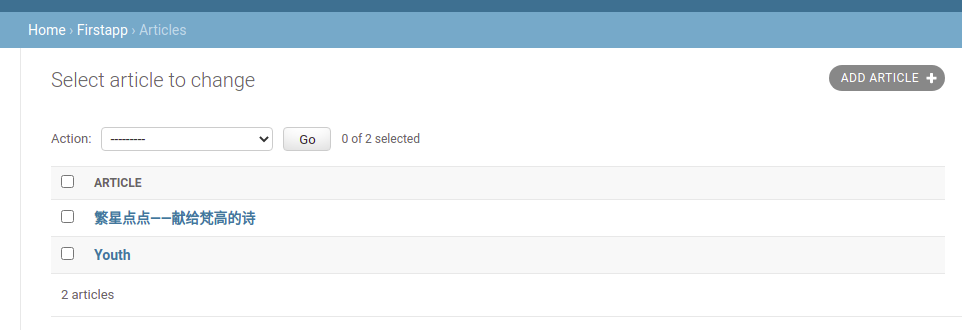 Home › Firstapp › Articles
Select article to change
ADD ARTICLE +
Action: --------- Go 0 of 2 selected
ARTICLE
繁星点点——献给梵高的诗
Youth
2 articles